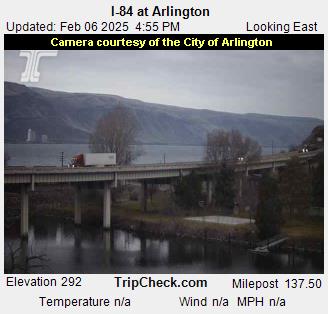 I-84 at Arlington
Updated: Feb 06 2025 4:55 PM Looking East
Camera courtesy of the City of Arlington
Elevation 292 TripCheck.com Milepost 137.50
Temperature n/a Wind n/a MPH n/a